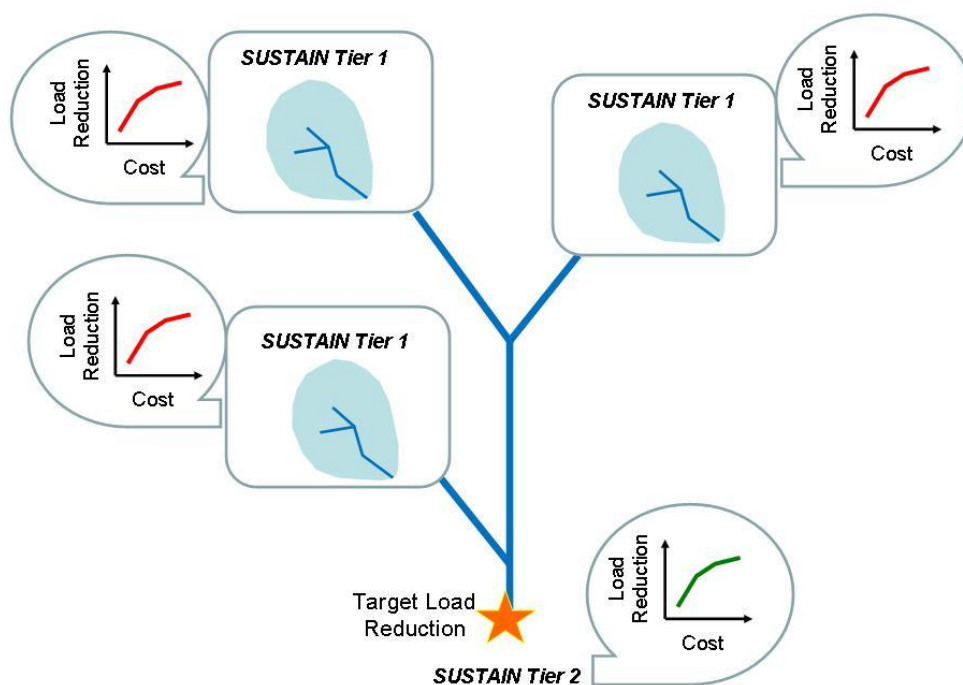 SUSTAIN Tier 1
Load
Reduction
Cost
SUSTAIN Tier 1
Load
Reduction
Cost
SUSTAIN Tier 1
Load
Reduction
Cost
Target Load
Reduction
Load
Reduction
Cost
SUSTAIN Tier 2